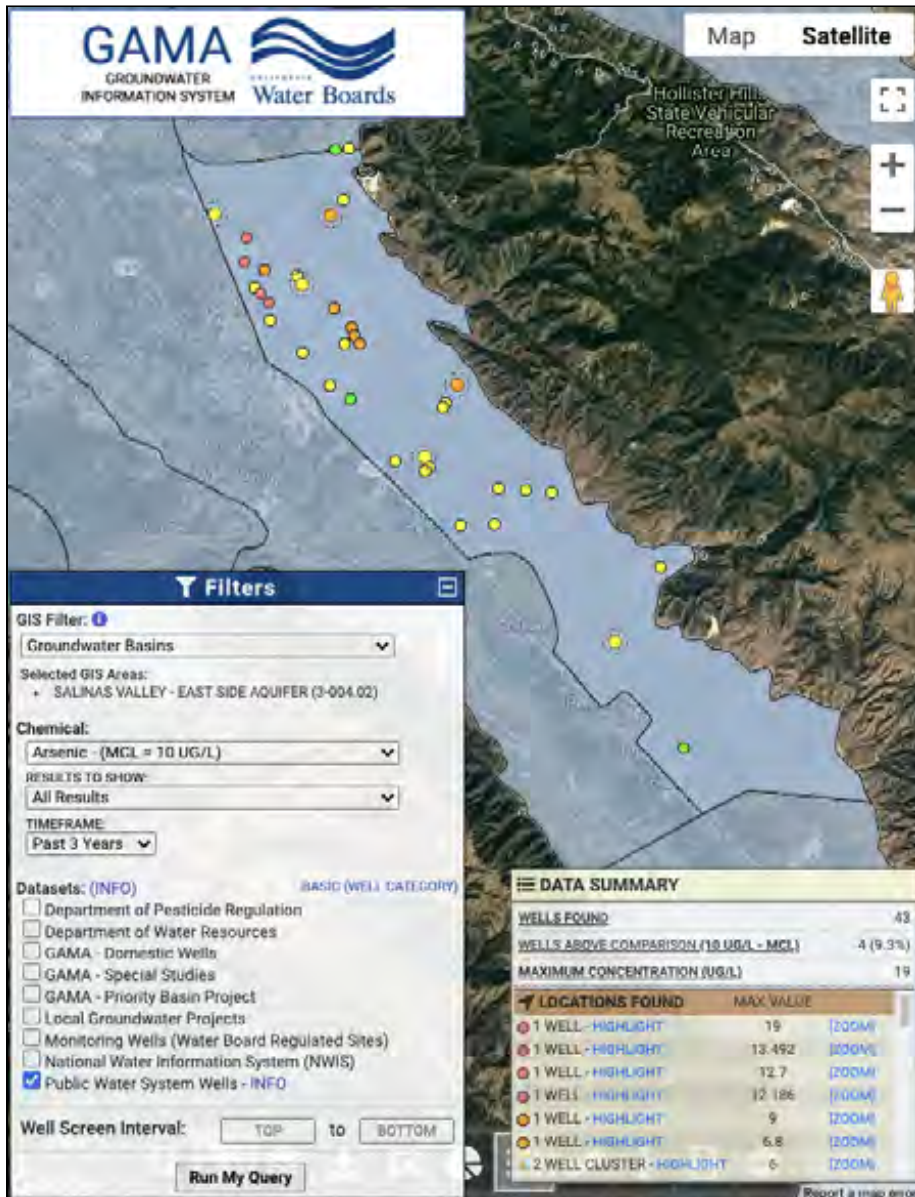 GAMA
GROUNDWATER
INFORMATION SYSTEM
CALIFORNIA
Water Boards
Map Satellite
Hollister Hills
State Vehicular
Recreation
Area
Filters
GIS Filter:
Groundwater Basins
Selected GIS Areas:
SALINAS VALLEY - EAST SIDE AQUIFER (3-004.02)
Chemical:
Arsenic - (MCL = 10 UG/L)
RESULTS TO SHOW:
All Results
TIMEFRAME:
Past 3 Years
Datasets: (INFO) BASIC (WELL CATEGORY)
Department of Pesticide Regulation
Department of Water Resources
GAMA - Domestic Wells
GAMA - Special Studies
GAMA - Priority Basin Project
Local Groundwater Projects
Monitoring Wells (Water Board Regulated Sites)
National Water Information System (NWIS)
Public Water System Wells - INFO
Well Screen Interval: TOP to BOTTOM
Run My Query
DATA SUMMARY
WELLS FOUND 43
WELLS ABOVE COMPARISON (10 UG/L - MCL) 4 (9.3%)
MAXIMUM CONCENTRATION (UG/L) 19
LOCATIONS FOUND MAX VALUE
1 WELL - HIGHLIGHT 19 [ZOOM]
1 WELL - HIGHLIGHT 13.492 [ZOOM]
1 WELL - HIGHLIGHT 12.7 [ZOOM]
1 WELL - HIGHLIGHT 12.186 [ZOOM]
1 WELL - HIGHLIGHT 9 [ZOOM]
1 WELL - HIGHLIGHT 6.8 [ZOOM]
2 WELL CLUSTER - HIGHLIGHT 6 [ZOOM]
Report a map error